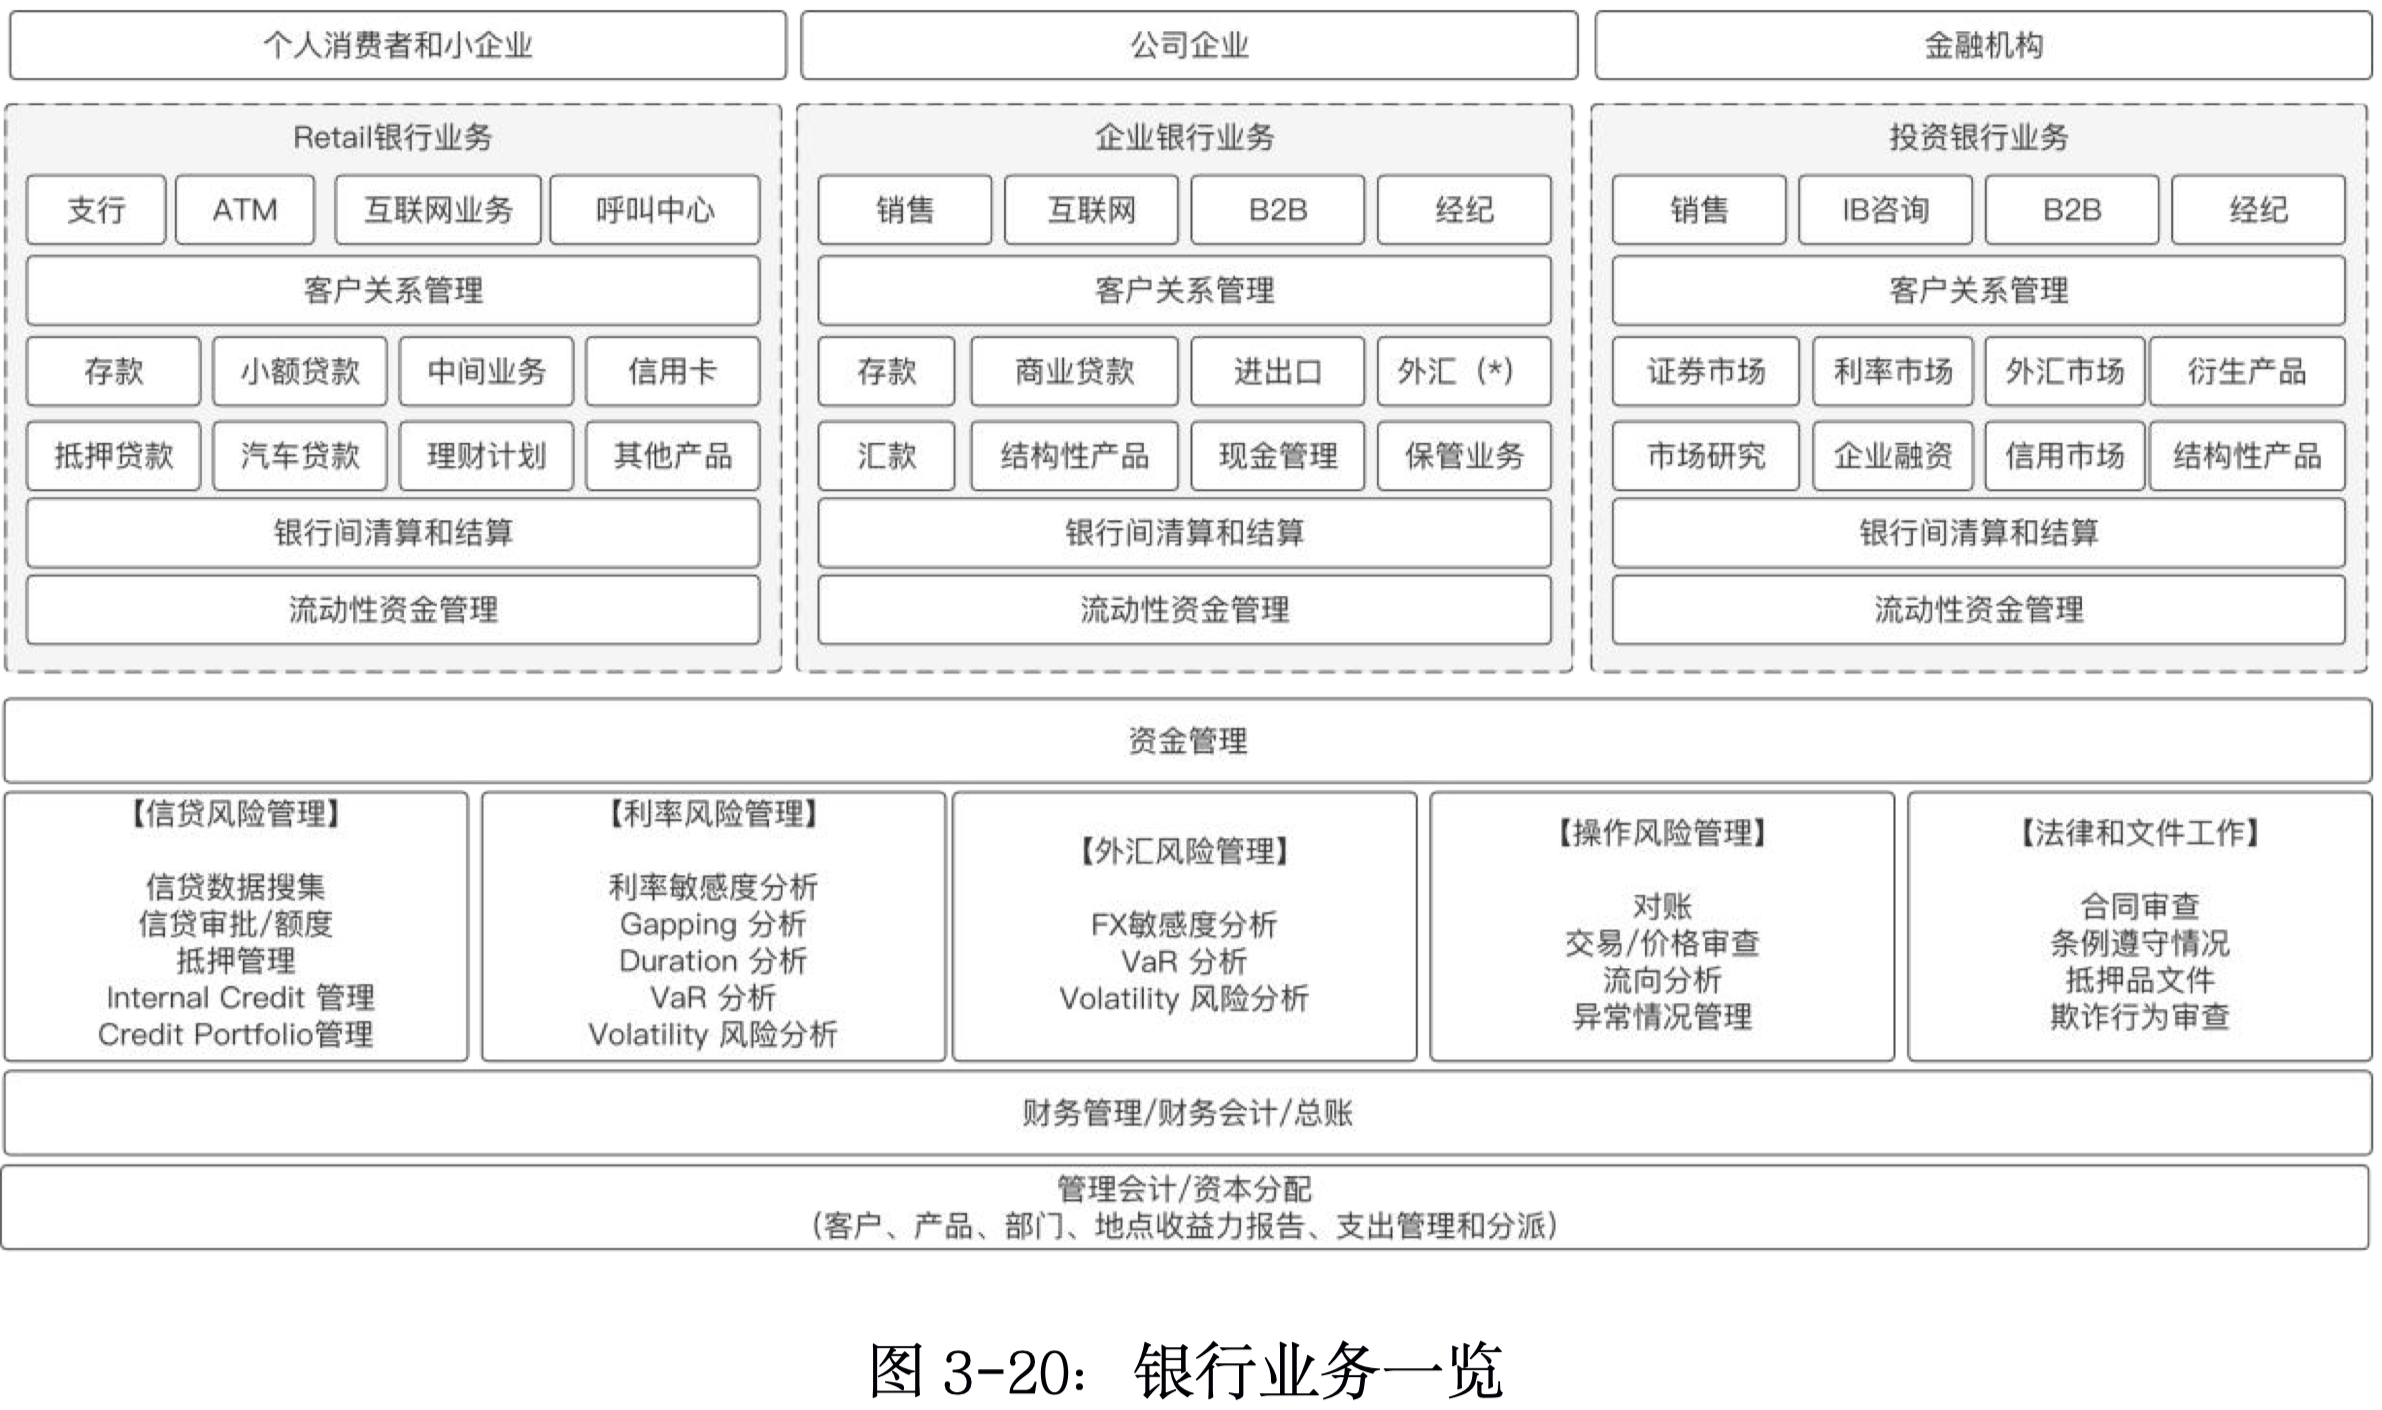 个人消费者和小企业
公司企业
金融机构
Retail银行业务
支行
ATM
互联网业务
呼叫中心
客户关系管理
存款
小额贷款
中间业务
信用卡
抵押贷款
汽车贷款
理财计划
其他产品
银行间清算和结算
流动性资金管理
企业银行业务
销售
互联网
B2B
经纪
客户关系管理
存款
商业贷款
进出口
外汇（*）
汇款
结构性产品
现金管理
保管业务
银行间清算和结算
流动性资金管理
投资银行业务
销售
IB咨询
B2B
经纪
客户关系管理
证券市场
利率市场
外汇市场
衍生产品
市场研究
企业融资
信用市场
结构性产品
银行间清算和结算
流动性资金管理
资金管理
【信贷风险管理】
信贷数据搜集
信贷审批/额度
抵押管理
Internal Credit 管理
Credit Portfolio管理
【利率风险管理】
利率敏感度分析
Gapping 分析
Duration 分析
VaR 分析
Volatility 风险分析
【外汇风险管理】
FX敏感度分析
VaR 分析
Volatility 风险分析
【操作风险管理】
对账
交易/价格审查
流向分析
异常情况管理
【法律和文件工作】
合同审查
条例遵守情况
抵押品文件
欺诈行为审查
财务管理/财务会计/总账
管理会计/资本分配
（客户、产品、部门、地点收益力报告、支出管理和分派）
图 3-20：银行业务一览